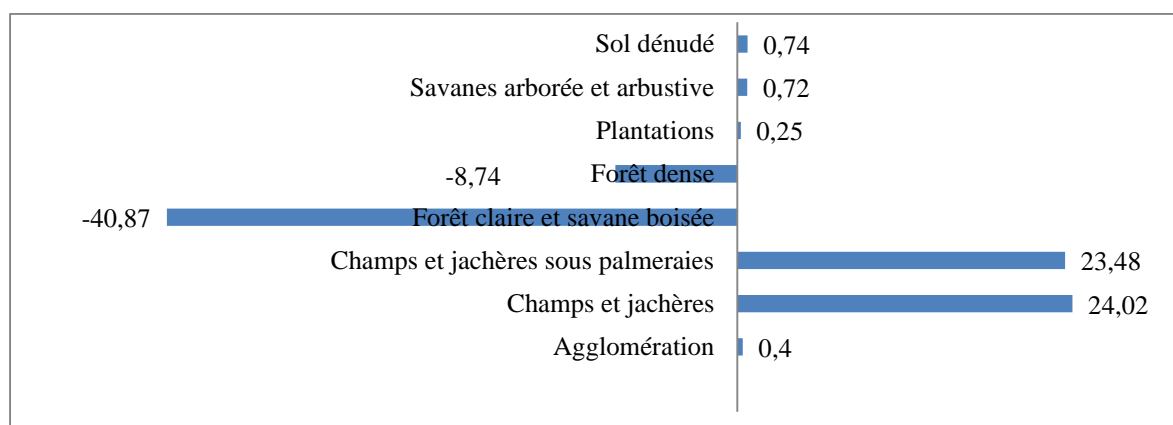 Sol dénudé 0,74
Savanes arborée et arbustive 0,72
Plantations 0,25
-8,74 Forêt dense
-40,87 Forêt claire et savane boisée
Champs et jachères sous palmeraies 23,48
Champs et jachères 24,02
Agglomération 0,4